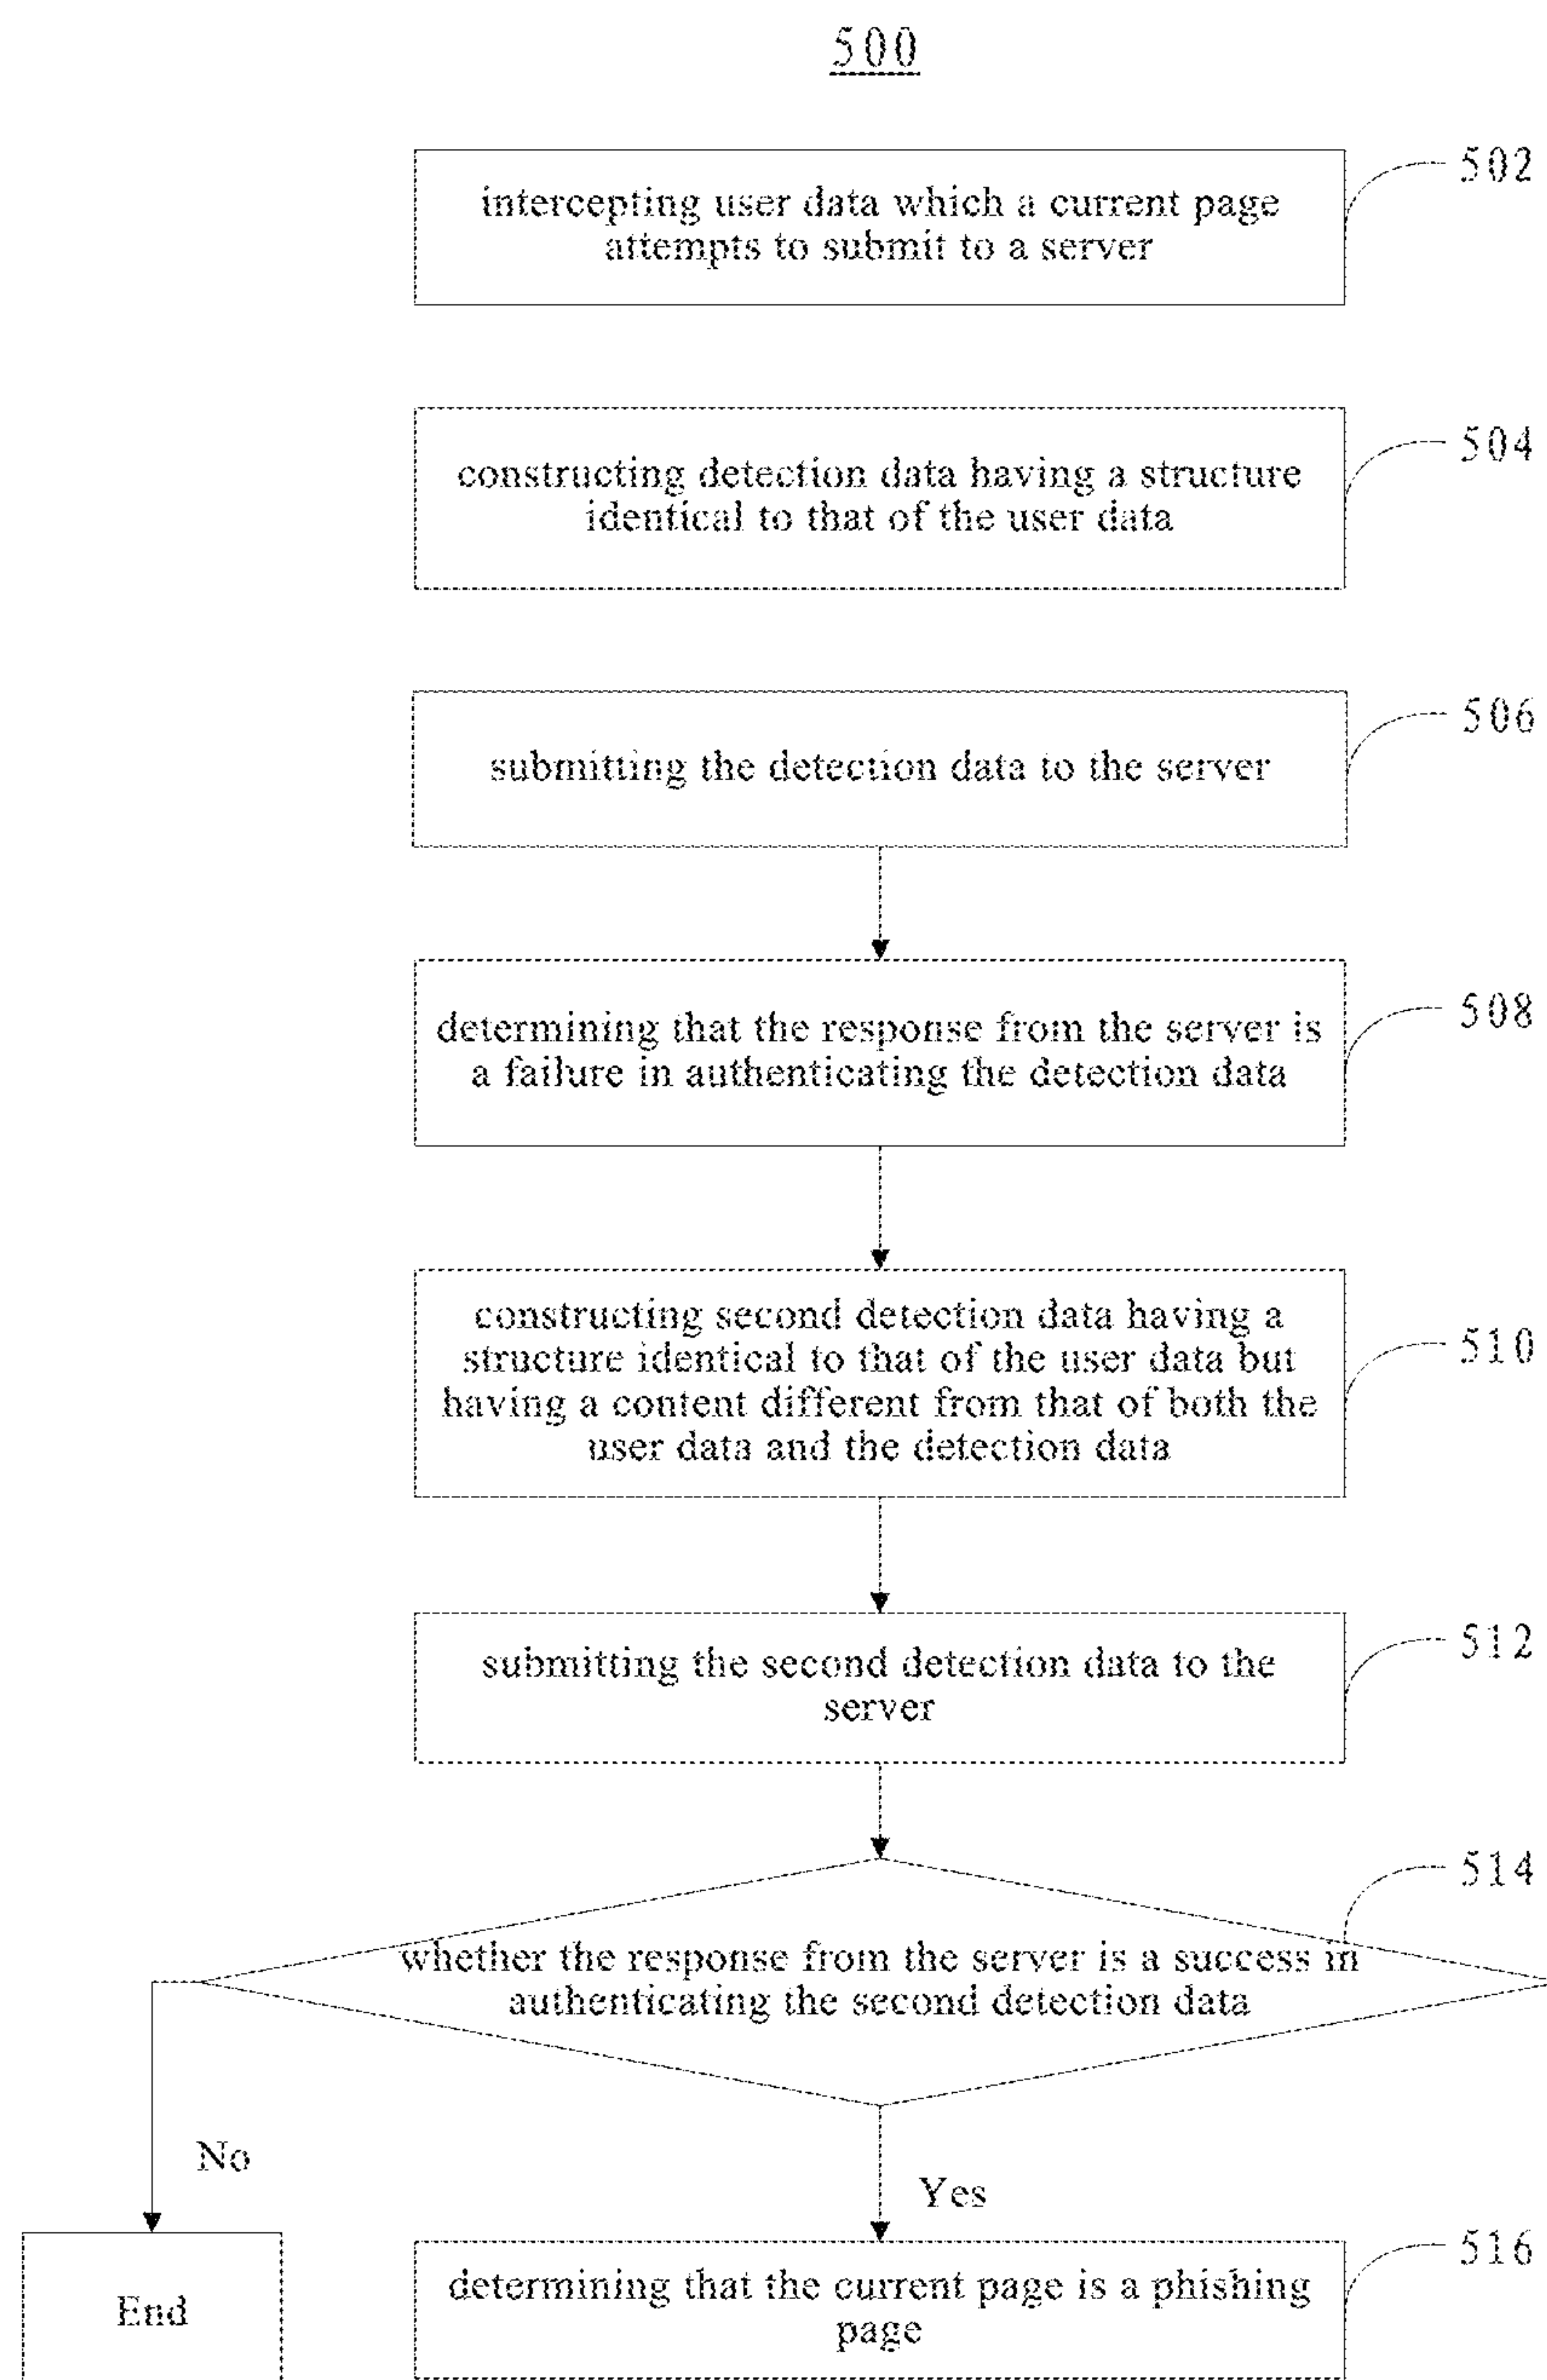 500
502
intercepting user data which a current page
attempts to submit to a server
504
constructing detection data having a structure
identical to that of the user data
506
submitting the detection data to the server
508
determining that the response from the server is
a failure in authenticating the detection data
510
constructing second detection data having a
structure identical to that of the user data but
having a content different from that of both the
user data and the detection data
512
submitting the second detection data to the
server
514
whether the response from the server is a success in
authenticating the second detection data
No
Yes
516
End
determining that the current page is a phishing
page